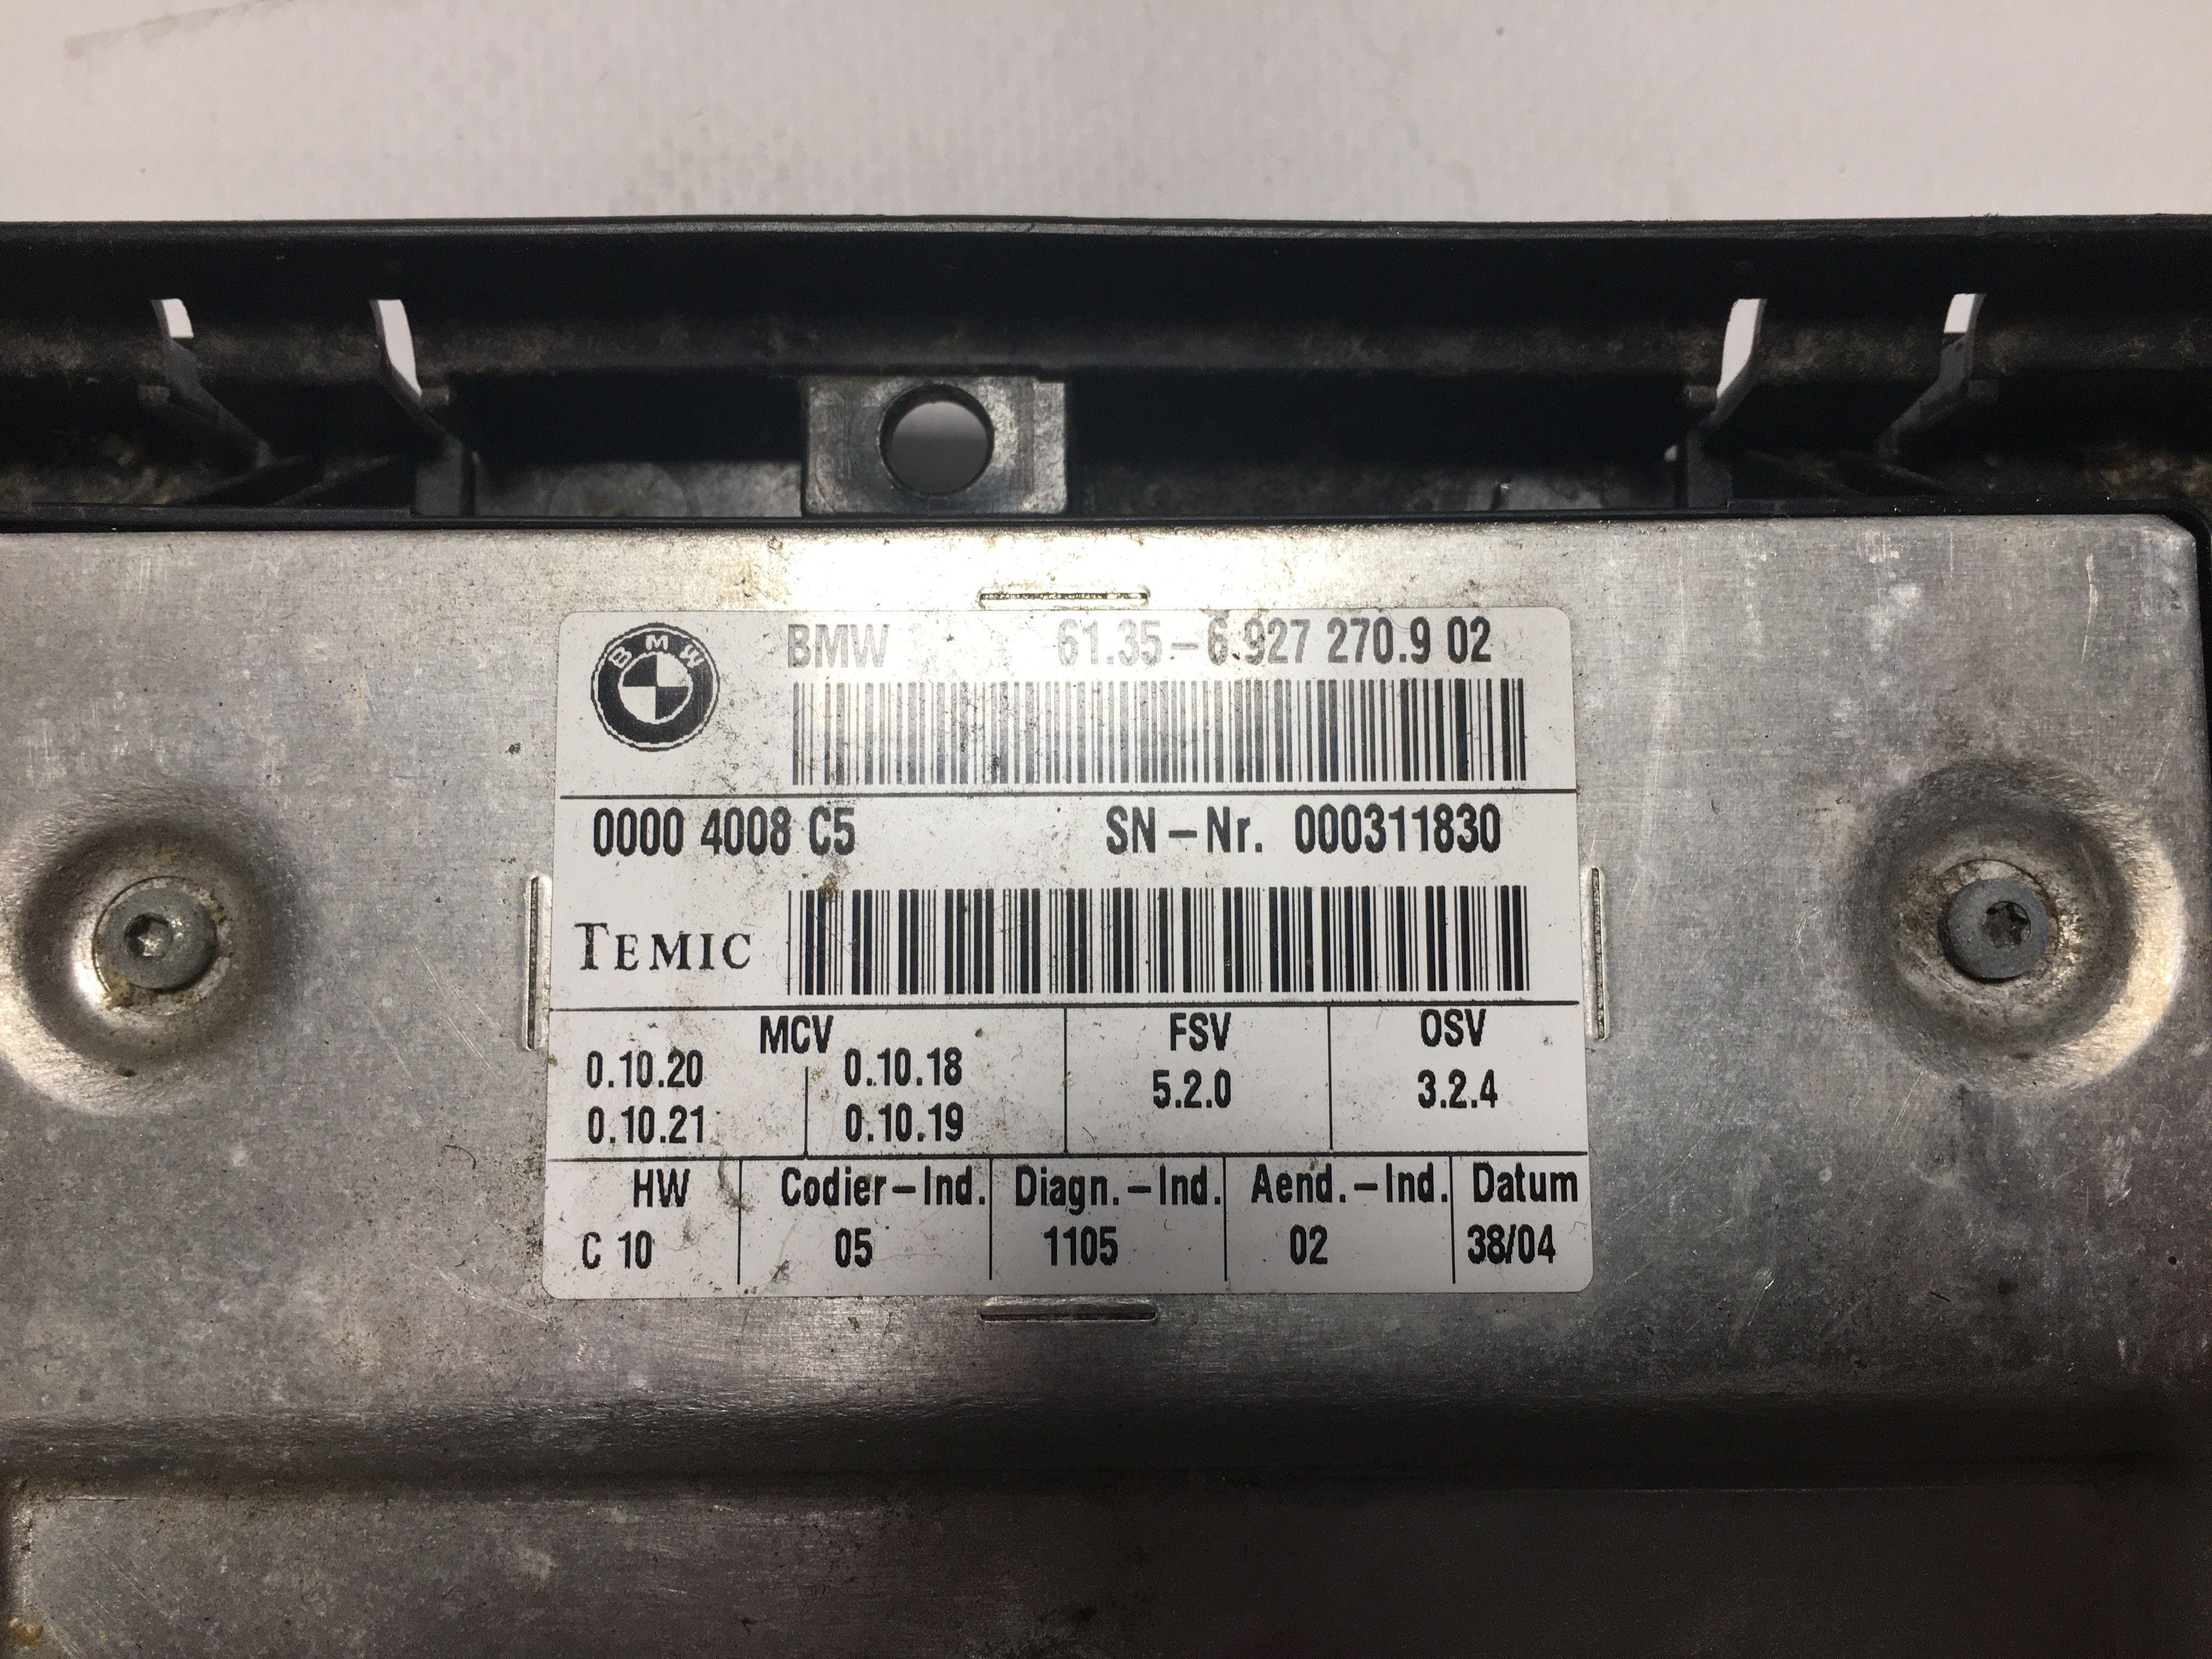 BMW
BMW 61.35-6.927 270.9 02
0000 4008 C5 SN-Nr. 000311830
TEMIC
MCV FSV OSV
0.10.20 0.10.18 5.2.0 3.2.4
0.10.21 0.10.19
HW Codier-Ind. Diagn.-Ind. Aend.-Ind. Datum
C 10 05 1105 02 38/04